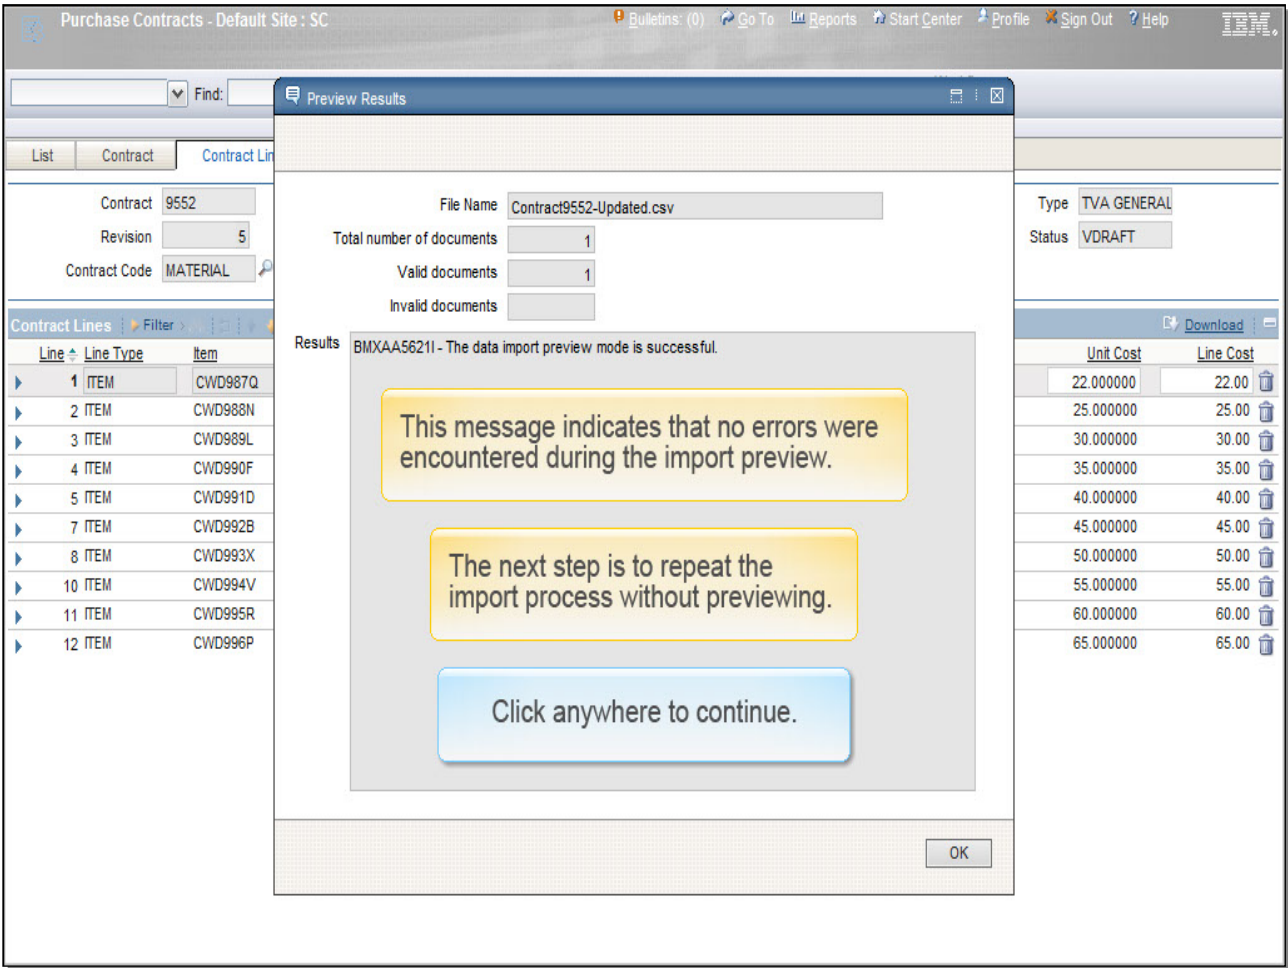 Purchase Contracts - Default Site : SC
Bulletins: (0) Go To Reports Start Center Profile Sign Out ? Help
IBM.
Find:
Preview Results
List Contract Contract Lin
Contract 9552
Revision 5
Contract Code MATERIAL
File Name Contract9552-Updated.csv
Total number of documents 1
Valid documents 1
Invalid documents
Type TVA GENERAL
Status VDRAFT
Contract Lines Filter
Download
Results BMXAA5621I - The data import preview mode is successful.
Line Line Type Item Unit Cost Line Cost
1 ITEM CWD987Q 22.000000 22.00
2 ITEM CWD988N 25.000000 25.00
3 ITEM CWD989L 30.000000 30.00
4 ITEM CWD990F 35.000000 35.00
5 ITEM CWD991D 40.000000 40.00
7 ITEM CWD992B 45.000000 45.00
8 ITEM CWD993X 50.000000 50.00
10 ITEM CWD994V 55.000000 55.00
11 ITEM CWD995R 60.000000 60.00
12 ITEM CWD996P 65.000000 65.00
This message indicates that no errors were
encountered during the import preview.
The next step is to repeat the
import process without previewing.
Click anywhere to continue.
OK